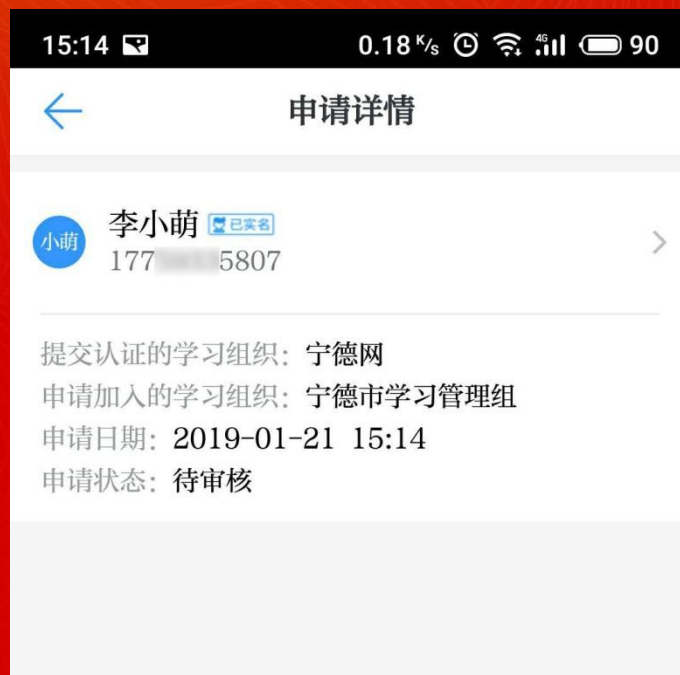 15:14 0.18 K/s 4G 90
申请详情
小萌
李小萌 已实名
177 5807
提交认证的学习组织：宁德网
申请加入的学习组织：宁德市学习管理组
申请日期：2019-01-21 15:14
申请状态：待审核